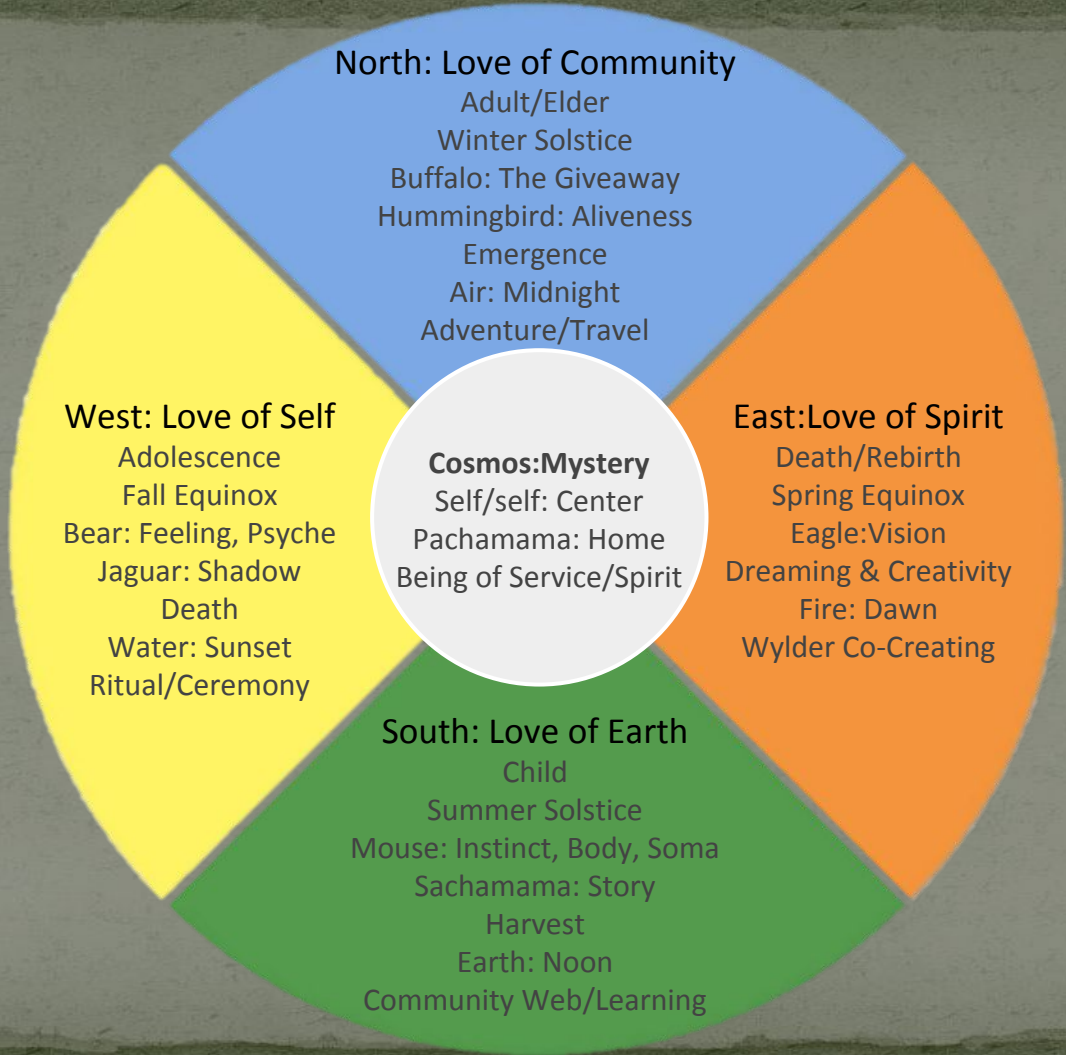 North: Love of Community
Adult/Elder
Winter Solstice
Buffalo: The Giveaway
Hummingbird: Aliveness
Emergence
Air: Midnight
Adventure/Travel
West: Love of Self
Adolescence
Fall Equinox
Bear: Feeling, Psyche
Jaguar: Shadow
Death
Water: Sunset
Ritual/Ceremony
Cosmos:Mystery
Self/self: Center
Pachamama: Home
Being of Service/Spirit
East:Love of Spirit
Death/Rebirth
Spring Equinox
Eagle:Vision
Dreaming & Creativity
Fire: Dawn
Wylder Co-Creating
South: Love of Earth
Child
Summer Solstice
Mouse: Instinct, Body, Soma
Sachamama: Story
Harvest
Earth: Noon
Community Web/Learning